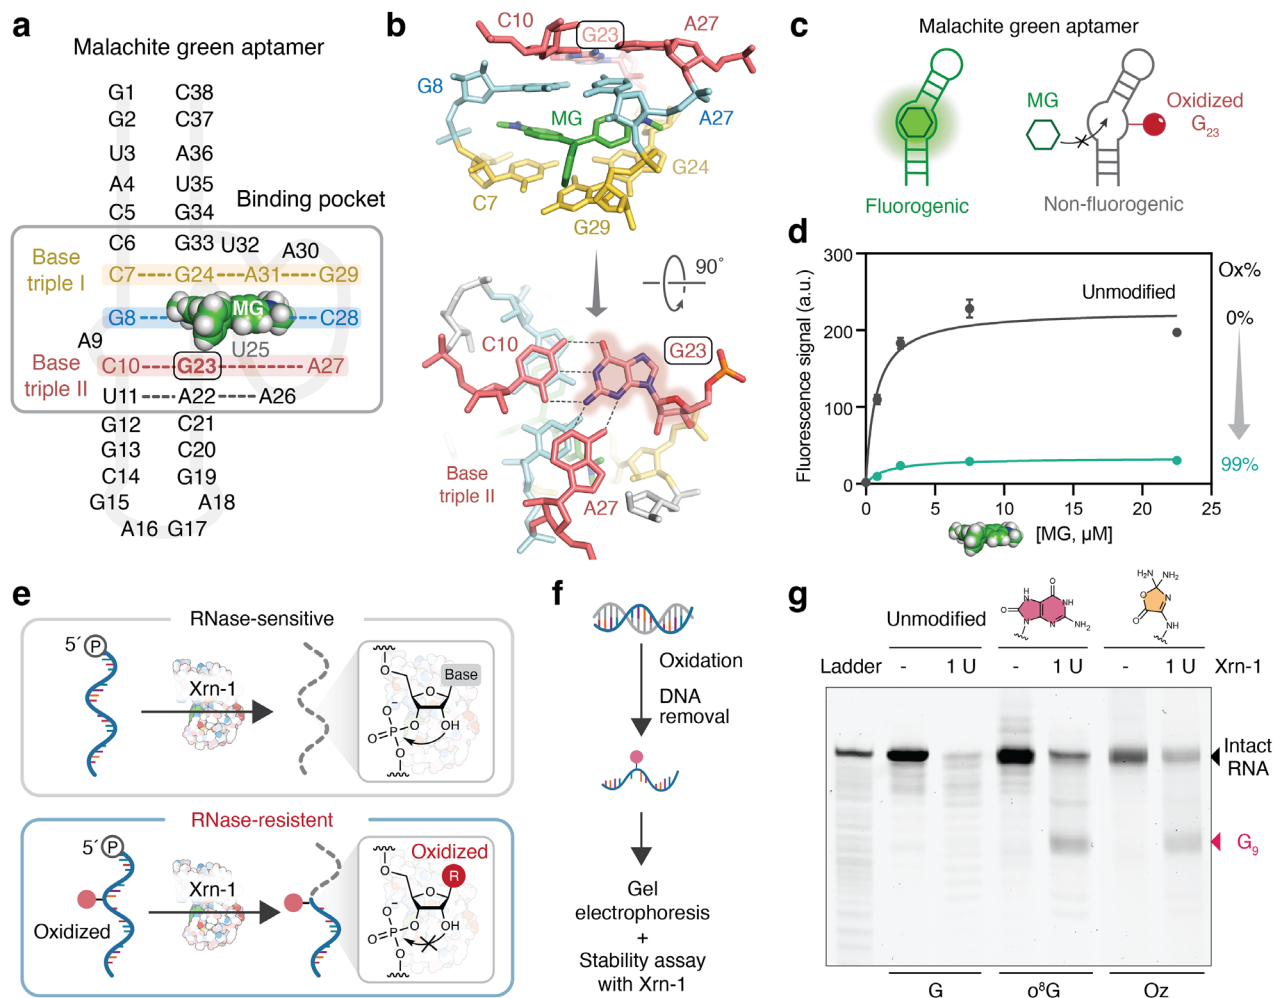 a
Malachite green aptamer
G1 C38
G2 C37
U3 A36
A4 U35
C5 G34
Binding pocket
C6 G33 U32 A30
Base
triple I
C7 G24 A31 G29
G8 MG C28
A9 U25
Base
triple II
C10 G23 A27
U11 A22 A26
G12 C21
G13 C20
C14 G19
G15 A18
A16 G17
b
C10 G23 A27
G8 MG A27
G24
C7
G29
90°
C10 G23
Base
triple II
A27
c
Malachite green aptamer
MG
Oxidized
G23
Fluorogenic
Non-fluorogenic
d
Fluorescence signal (a.u.)
300
200
100
0
0 5 10 15 20 25
[MG, µM]
Unmodified
Ox%
0%
99%
e
RNase-sensitive
5´ P
Xrn-1
Base
O
O
O⁻
O
OH
O=P
O
RNase-resistent
5´ P
Xrn-1
Oxidized
Oxidized
R
O
O
O⁻
O
OH
O=P
O
f
Oxidation
DNA
removal
Gel
electrophoresis
+
Stability assay
with Xrn-1
g
Unmodified
O
H
N
NH
O
N
N
NH₂
H₂N NH₂
O
N
O
NH
Ladder - 1 U - 1 U - 1 U Xrn-1
Intact
RNA
G9
G o⁸G Oz